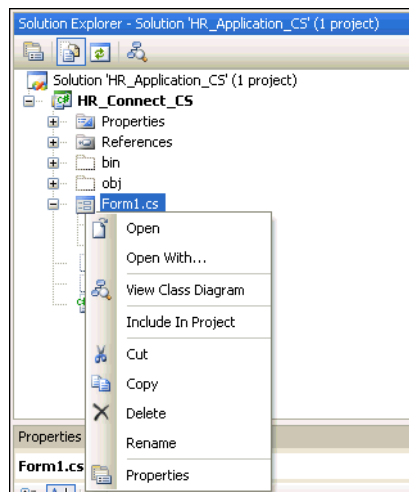 Solution Explorer - Solution 'HR_Application_CS' (1 project)
Solution 'HR_Application_CS' (1 project)
HR_Connect_CS
Properties
References
bin
obj
Form1.cs
Open
Open With...
View Class Diagram
Include In Project
Cut
Copy
Delete
Rename
Properties
Properties
Form1.cs